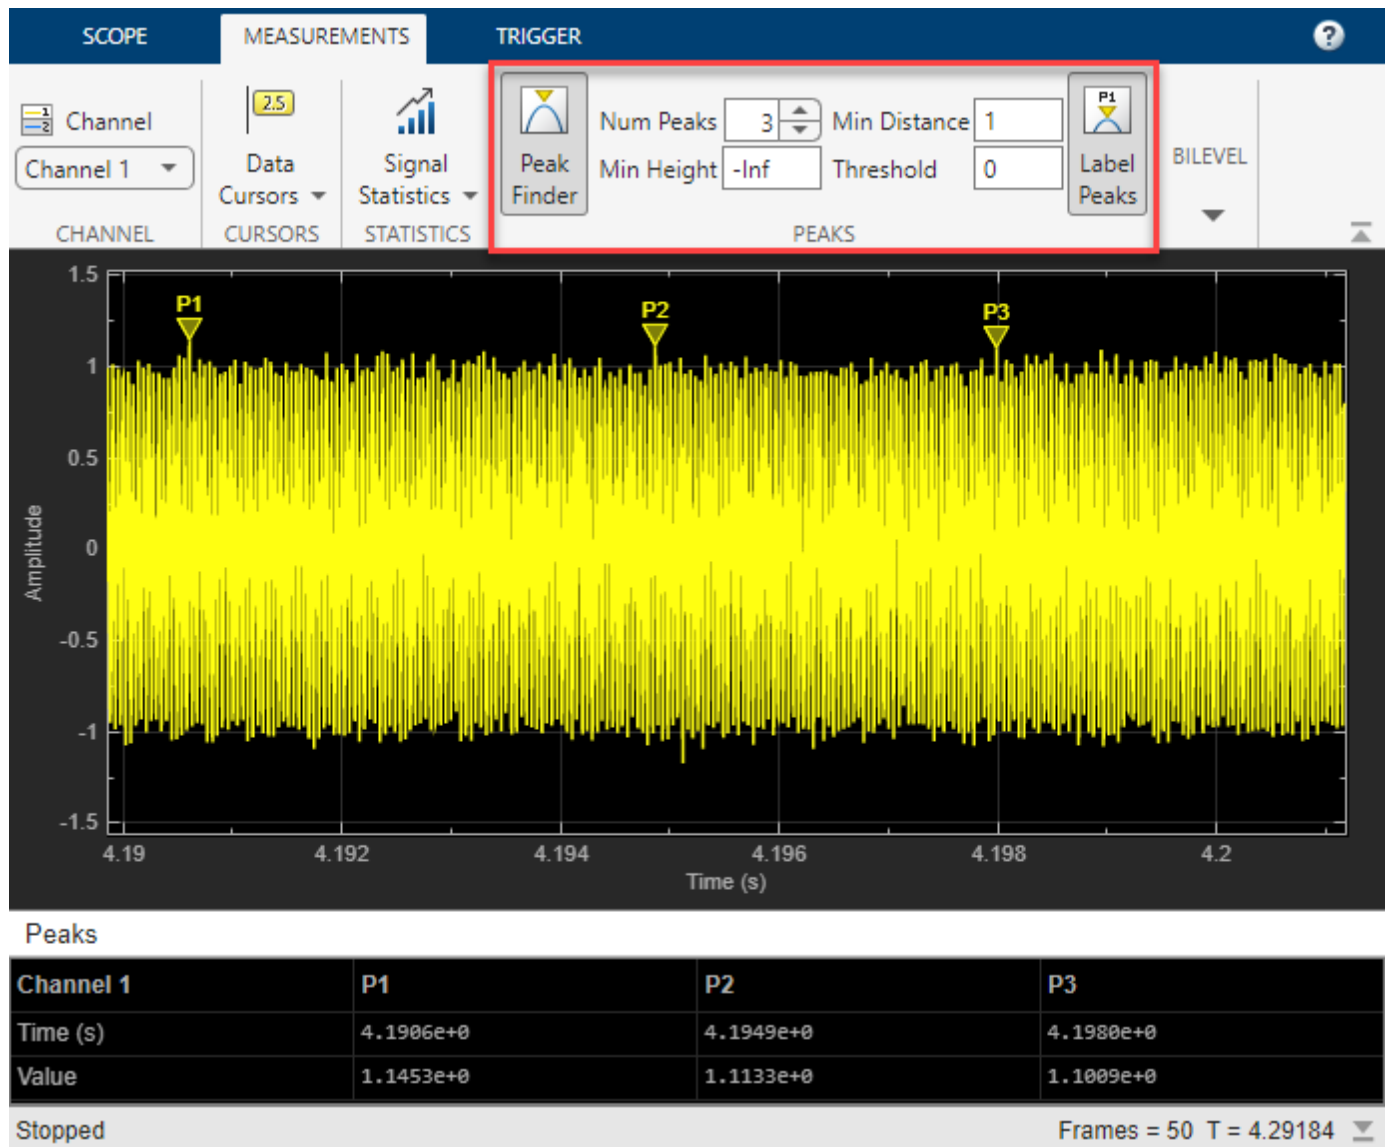 SCOPE MEASUREMENTS TRIGGER ?
2.5 P1
1 Channel Num Peaks 3 Min Distance 1
2
Channel 1 Data Signal Peak Min Height -Inf Threshold 0 Label BILEVEL
Cursors Statistics Finder Peaks
CHANNEL CURSORS STATISTICS PEAKS
1.5
P1 P2 P3
1
0.5
Amplitude
0
-0.5
-1
-1.5
4.19 4.192 4.194 4.196 4.198 4.2
Time (s)
Peaks
Channel 1 P1 P2 P3
Time (s) 4.1906e+0 4.1949e+0 4.1980e+0
Value 1.1453e+0 1.1133e+0 1.1009e+0
Stopped Frames = 50 T = 4.29184